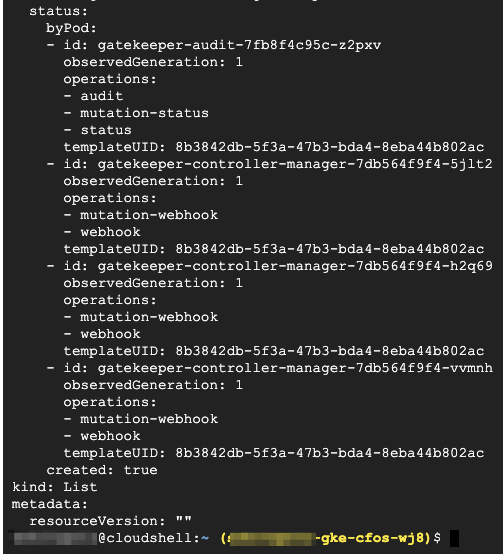 status:
byPod:
- id: gatekeeper-audit-7fb8f4c95c-z2pxv
observedGeneration: 1
operations:
- audit
- mutation-status
- status
templateUID: 8b3842db-5f3a-47b3-bda4-8eba44b802ac
- id: gatekeeper-controller-manager-7db564f9f4-5jlt2
observedGeneration: 1
operations:
- mutation-webhook
- webhook
templateUID: 8b3842db-5f3a-47b3-bda4-8eba44b802ac
- id: gatekeeper-controller-manager-7db564f9f4-h2q69
observedGeneration: 1
operations:
- mutation-webhook
- webhook
templateUID: 8b3842db-5f3a-47b3-bda4-8eba44b802ac
- id: gatekeeper-controller-manager-7db564f9f4-vvmnh
observedGeneration: 1
operations:
- mutation-webhook
- webhook
templateUID: 8b3842db-5f3a-47b3-bda4-8eba44b802ac
created: true
kind: List
metadata:
resourceVersion: ""
@cloudshell:~ (-gke-cfos-wj8)$